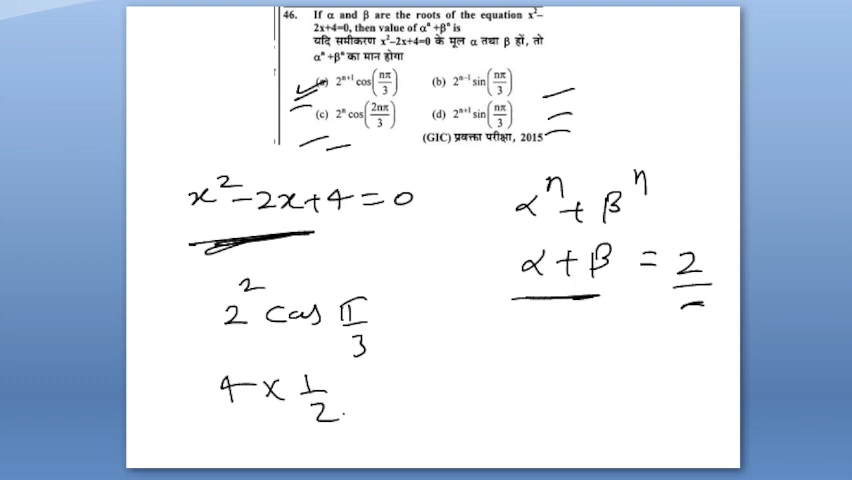 46. If α and β are the roots of the equation x²–
2x+4=0, then value of αⁿ +βⁿ is
यदि समीकरण x²–2x+4=0 के मूल α तथा β हों, तो
αⁿ+βⁿ का मान होगा
(a) 2ⁿ⁺¹ cos(nπ/3) (b) 2ⁿ⁻¹ sin(nπ/3)
(c) 2ⁿ cos(2nπ/3) (d) 2ⁿ⁺¹ sin(nπ/3)
(GIC) प्रवक्ता परीक्षा, 2015
x² – 2x + 4 = 0
αⁿ + βⁿ
α + β = 2
2² cos π/3
4 × 1/2